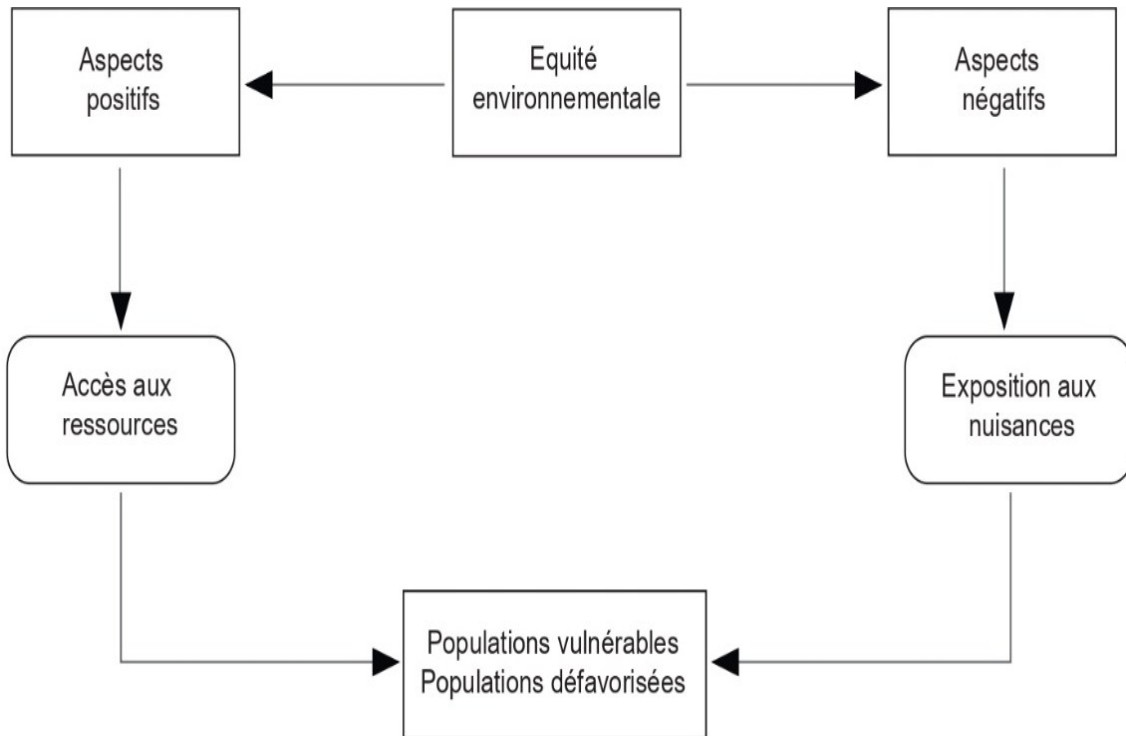 Aspects
positifs
Equité
environnementale
Aspects
négatifs
Accès aux
ressources
Exposition aux
nuisances
Populations vulnérables
Populations défavorisées